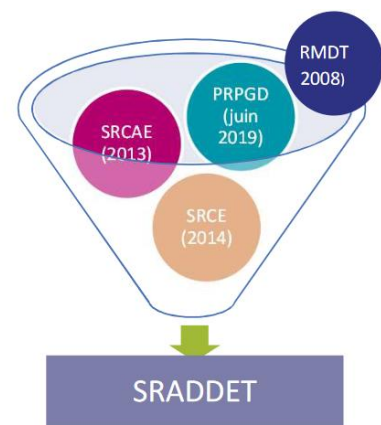 RMDT
2008)
PRPGD
(juin
2019)
SRCAE
(2013)
SRCE
(2014)
SRADDET